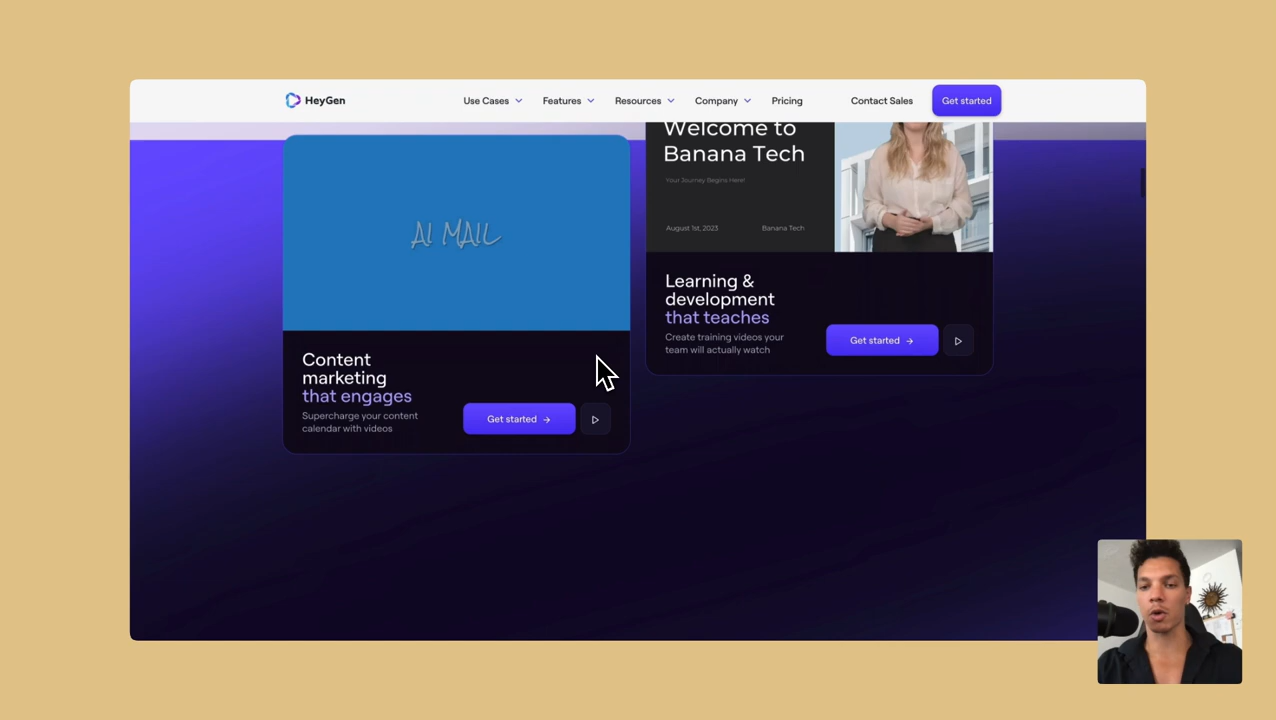 HeyGen
Use Cases
Features
Resources
Company
Pricing
Contact Sales
Get started
AI MAIL
Content
marketing
that engages
Supercharge your content
calendar with videos
Get started →
Welcome to
Banana Tech
Your Journey Begins Here!
August 1st, 2023
Banana Tech
Learning &
development
that teaches
Create training videos your
team will actually watch
Get started →